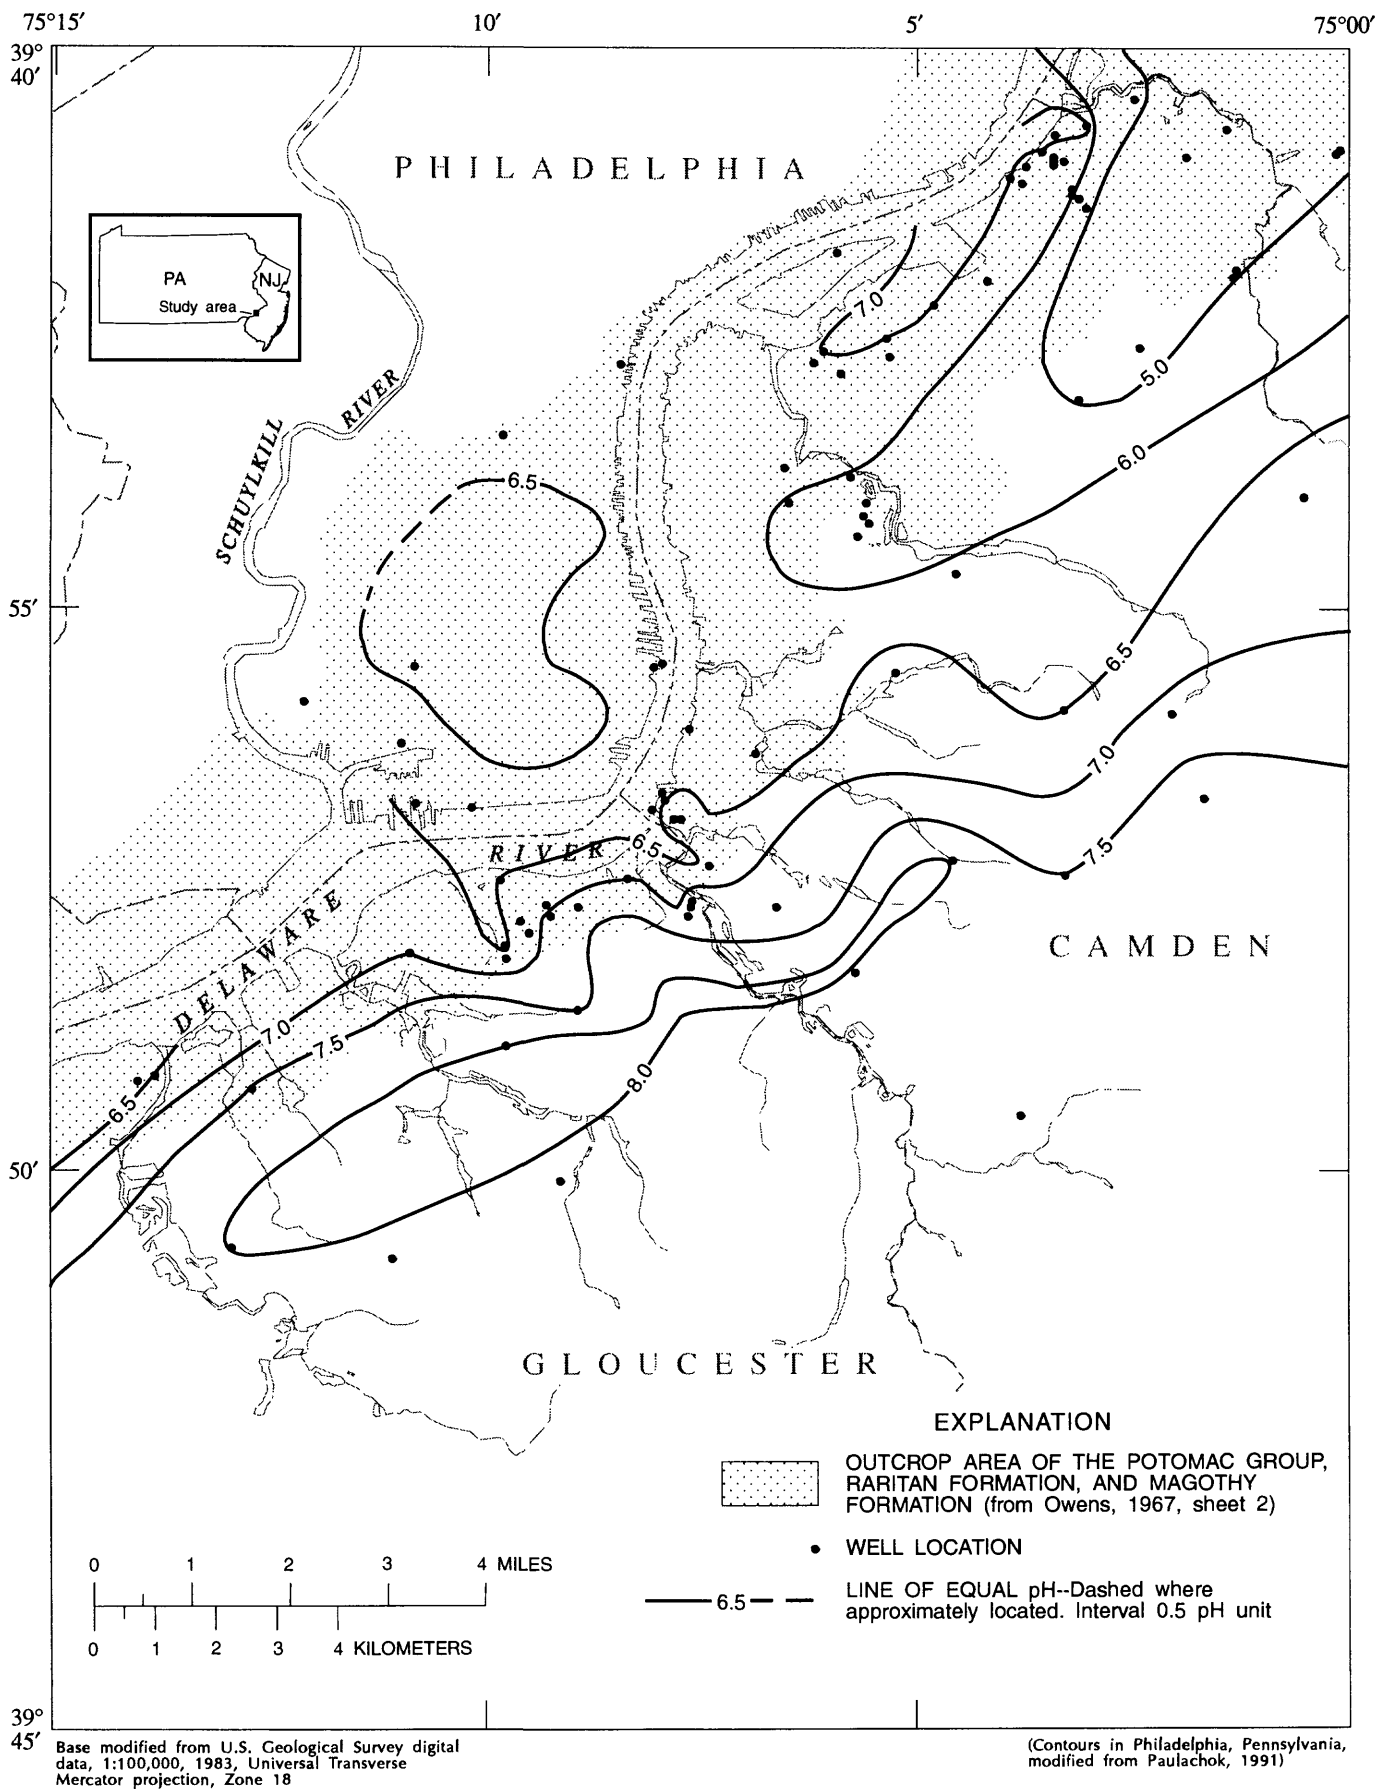 75°15′
10′
5′
75°00′
39°
40′
PHILADELPHIA
PA
NJ
Study area
7.0
5.0
SCHUYLKILL RIVER
6.0
6.5
55′
6.5
7.0
7.5
6.5
RIVER
DELAWARE
CAMDEN
7.0
7.5
8.0
6.5
50′
GLOUCESTER
EXPLANATION
OUTCROP AREA OF THE POTOMAC GROUP,
RARITAN FORMATION, AND MAGOTHY
FORMATION (from Owens, 1967, sheet 2)
WELL LOCATION
6.5
LINE OF EQUAL pH--Dashed where
approximately located. Interval 0.5 pH unit
0 1 2 3 4 MILES
0 1 2 3 4 KILOMETERS
39°
45′
Base modified from U.S. Geological Survey digital
data, 1:100,000, 1983, Universal Transverse
Mercator projection, Zone 18
(Contours in Philadelphia, Pennsylvania,
modified from Paulachok, 1991)